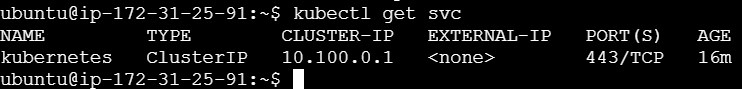 ubuntu@ip-172-31-25-91:~$ kubectl get svc
NAME         TYPE        CLUSTER-IP   EXTERNAL-IP   PORT(S)   AGE
kubernetes   ClusterIP   10.100.0.1   <none>        443/TCP   16m
ubuntu@ip-172-31-25-91:~$